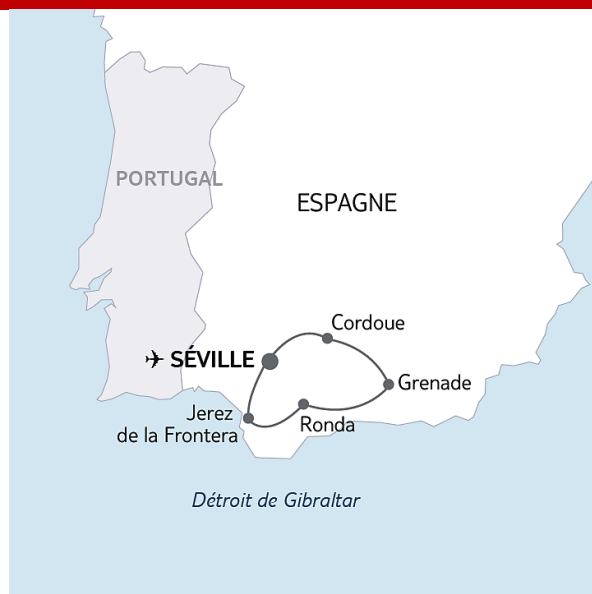 PORTUGAL
ESPAGNE
Cordoue
✈ SÉVILLE
Grenade
Jerez
de la Frontera
Ronda
Détroit de Gibraltar